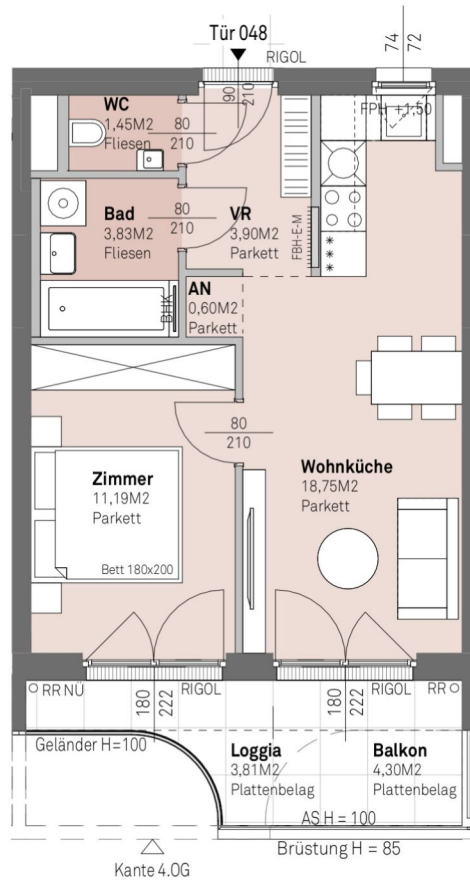 Tür 048
RIGOL
74
72
90
210
FPH +1,50
WC
1,45M2
Fliesen
80
210
Bad
3,83M2
Fliesen
80
210
VR
3,90M2
Parkett
FBH-E-M
AN
0,60M2
Parkett
BHK
80
210
Zimmer
11,19M2
Parkett
Bett 180x200
Wohnküche
18,75M2
Parkett
RR NÜ
180
222
RIGOL
180
222
RIGOL
RR
Geländer H=100
Loggia
3,81M2
Plattenbelag
Balkon
4,30M2
Plattenbelag
AS H = 100
Brüstung H = 85
Kante 4.OG